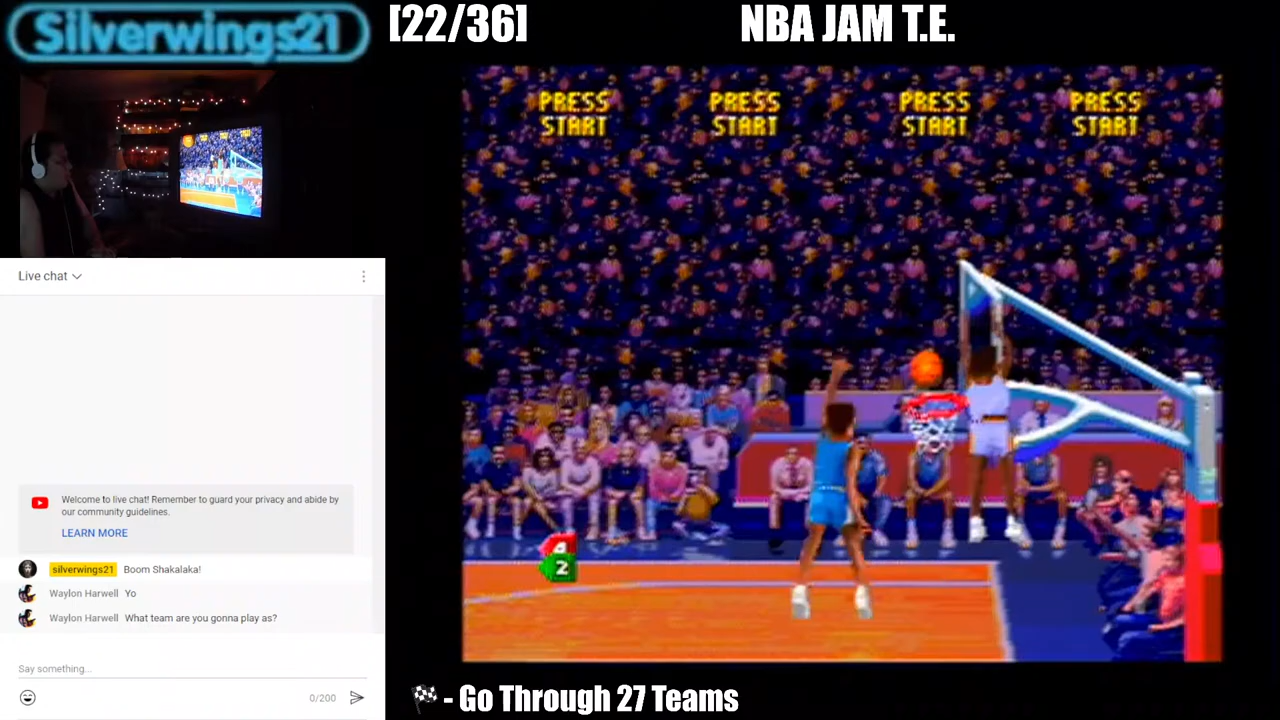 Silverwings21
[22/36]
NBA JAM T.E.
PRESS START
PRESS START
PRESS START
PRESS START
Live chat
Welcome to live chat! Remember to guard your privacy and abide by
our community guidelines.
LEARN MORE
silverwings21 Boom Shakalaka!
Waylon Harwell Yo
Waylon Harwell What team are you gonna play as?
Say something...
0/200
4
2
- Go Through 27 Teams